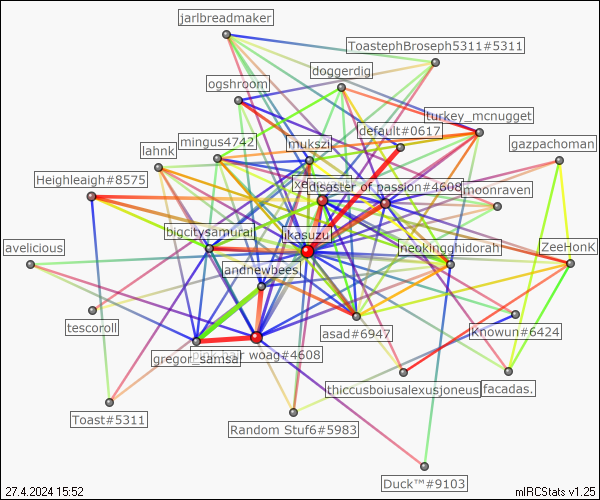 jarlbreadmaker
ToastephBroseph5311#5311
doggerdig
ogshroom
turkey_mcnugget
default#0617
mingus4742
mukszi
gazpachoman
lahnk
Heighleaigh#8575
disaster of passion#4608
moonraven
bigcitysamurai
ikasuzu
neokingghidorah
ZeeHonK
avelicious
andnewbees
tescoroll
asad#6947
Knowun#6424
gregor_samsa
woag#4608
thiccusboiusalexusjoneus
facadas.
Toast#5311
Random Stuf6#5983
Duck™#9103
27.4.2024 15:52
mIRCStats v1.25